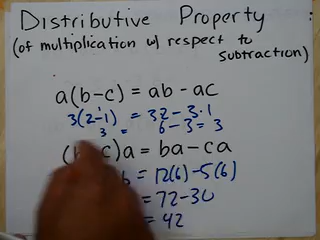 Distributive Property
(of multiplication w/ respect to
subtraction)
a(b-c) = ab - ac
3(2-1) = 3·2 - 3·1
3 = 6-3 = 3
(b c)a = ba - ca
6 = 12(6) - 5(6)
= 72-30
= 42